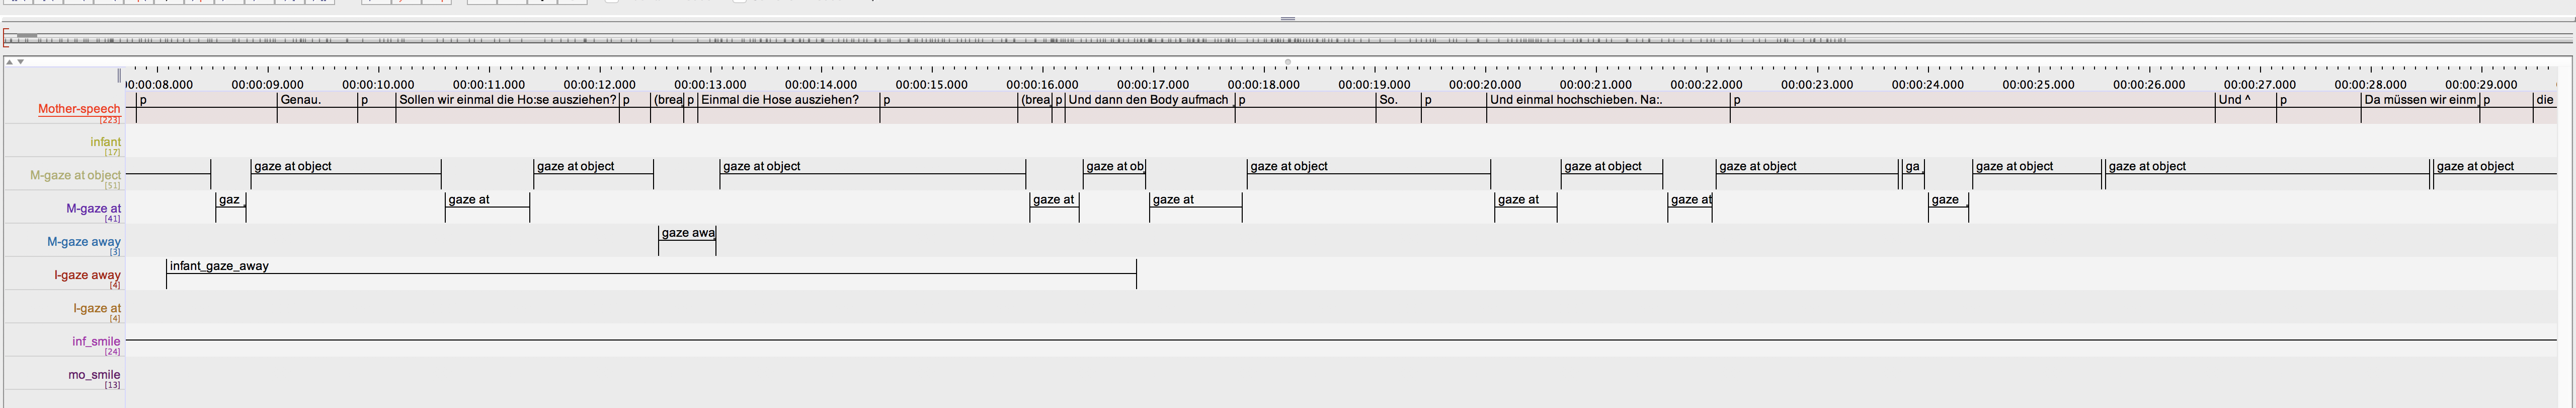 00:00:08.000 00:00:09.000 00:00:10.000 00:00:11.000 00:00:12.000 00:00:13.000 00:00:14.000 00:00:15.000 00:00:16.000 00:00:17.000 00:00:18.000 00:00:19.000 00:00:20.000 00:00:21.000 00:00:22.000 00:00:23.000 00:00:24.000 00:00:25.000 00:00:26.000 00:00:27.000 00:00:28.000 00:00:29.000
Mother-speech p Genau. p Sollen wir einmal die Ho:se ausziehen? p (brea p Einmal die Hose ausziehen? p (brea p Und dann den Body aufmach p So. p Und einmal hochschieben. Na:. p Und ^ p Da müssen wir einm p die
[223]
infant
[17]
M-gaze at object gaze at object gaze at object gaze at object gaze at ob gaze at object gaze at object gaze at object ga gaze at object gaze at object gaze at object
[51]
M-gaze at gaz gaze at gaze at gaze at gaze at gaze at gaze
[41]
M-gaze away gaze awa
[3]
I-gaze away infant_gaze_away
[4]
I-gaze at
[4]
inf_smile
[24]
mo_smile
[13]